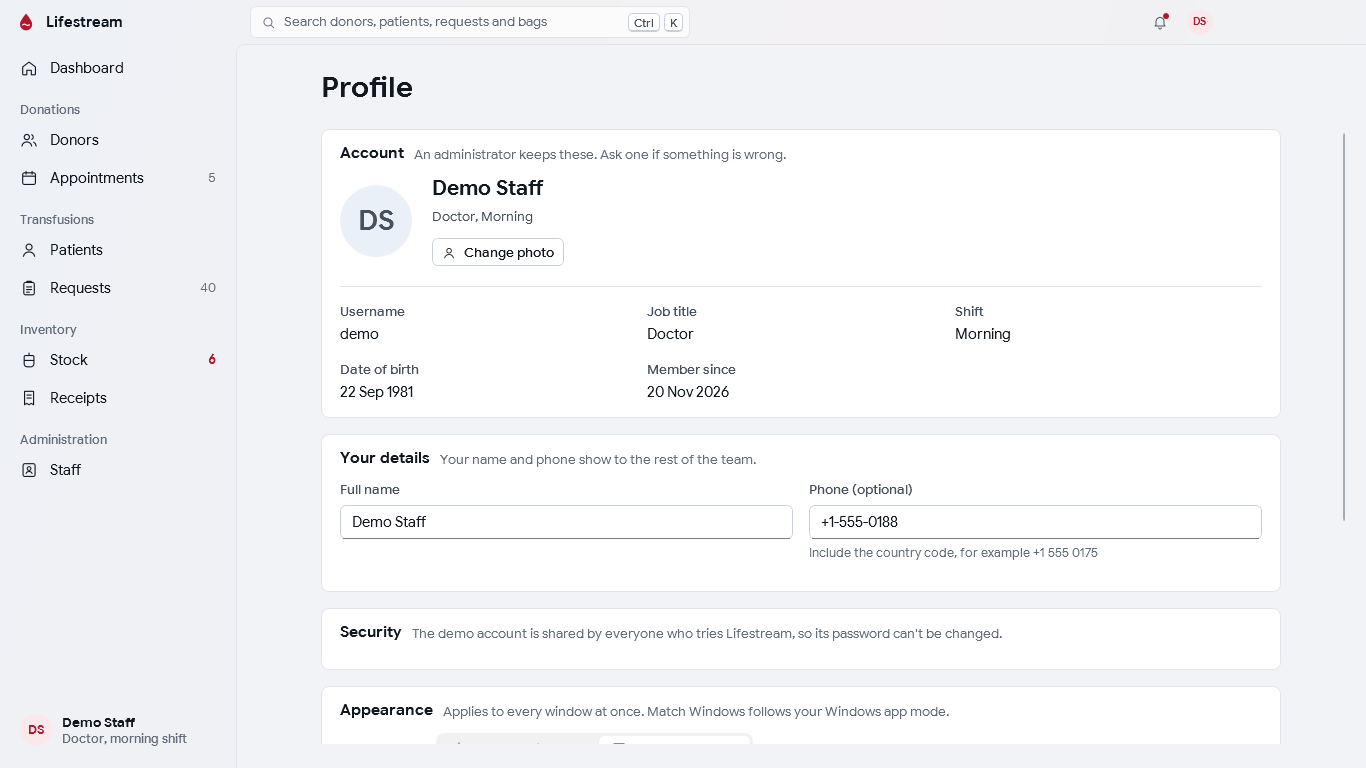 Lifestream
Search donors, patients, requests and bags
Ctrl K
DS
Dashboard
Donations
Donors
Appointments 5
Transfusions
Patients
Requests 40
Inventory
Stock 6
Receipts
Administration
Staff
DS
Demo Staff
Doctor, morning shift
Profile
Account An administrator keeps these. Ask one if something is wrong.
DS
Demo Staff
Doctor, Morning
Change photo
Username Job title Shift
demo Doctor Morning
Date of birth Member since
22 Sep 1981 20 Nov 2026
Your details Your name and phone show to the rest of the team.
Full name Phone (optional)
Demo Staff +1-555-0188
Include the country code, for example +1 555 0175
Security The demo account is shared by everyone who tries Lifestream, so its password can't be changed.
Appearance Applies to every window at once. Match Windows follows your Windows app mode.